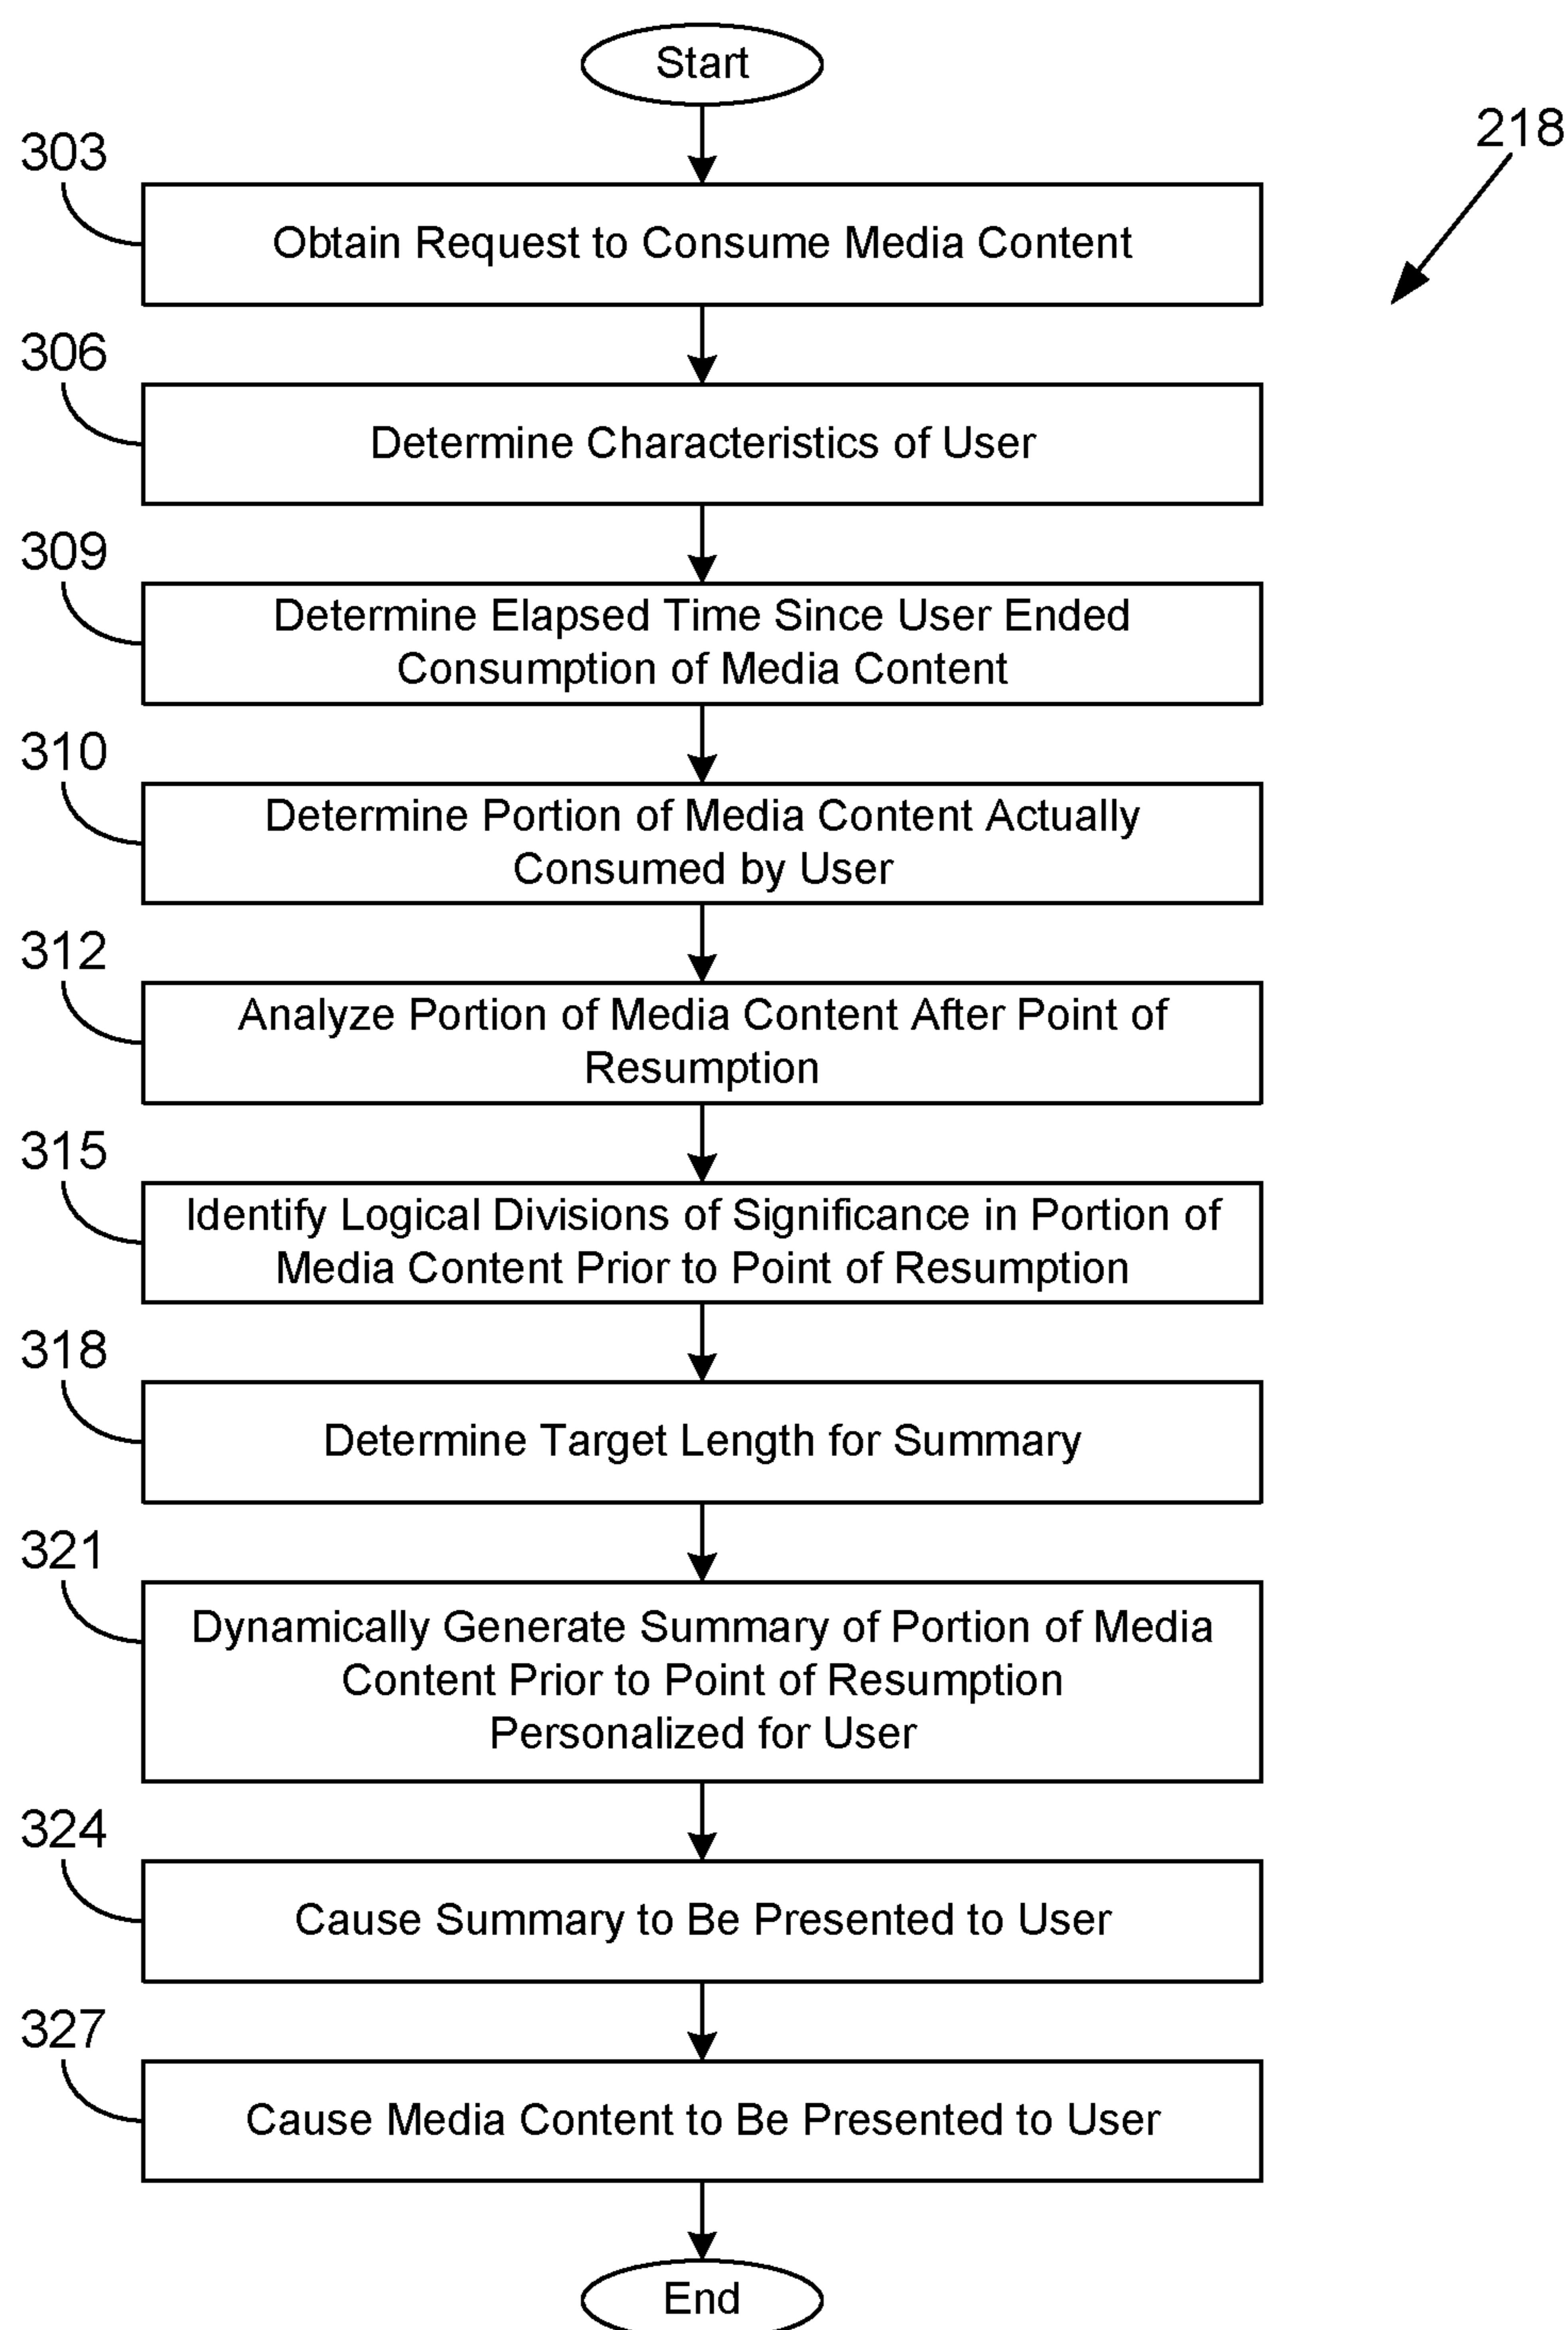 Start
218
303
Obtain Request to Consume Media Content
306
Determine Characteristics of User
309
Determine Elapsed Time Since User Ended
Consumption of Media Content
310
Determine Portion of Media Content Actually
Consumed by User
312
Analyze Portion of Media Content After Point of
Resumption
315
Identify Logical Divisions of Significance in Portion of
Media Content Prior to Point of Resumption
318
Determine Target Length for Summary
321
Dynamically Generate Summary of Portion of Media
Content Prior to Point of Resumption
Personalized for User
324
Cause Summary to Be Presented to User
327
Cause Media Content to Be Presented to User
End